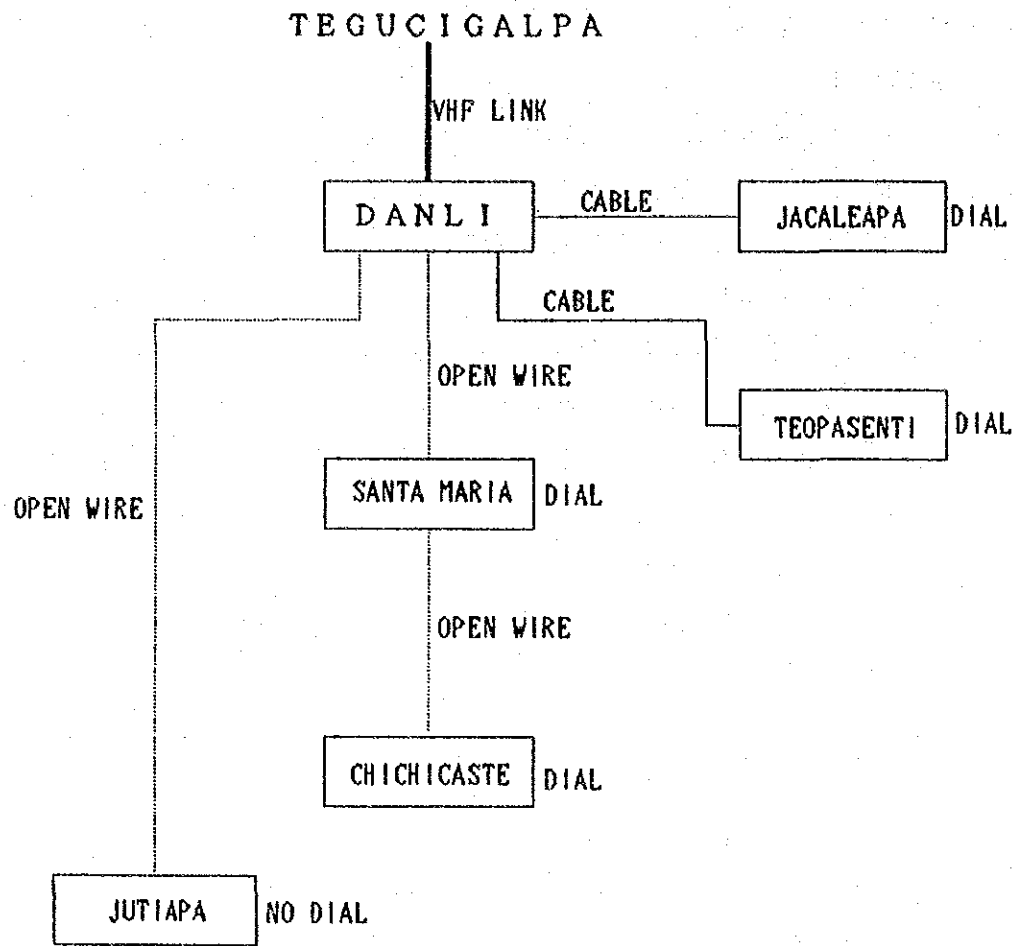 TEGUCIGALPA
VHF LINK
DANLI
CABLE
JACALEAPA
DIAL
CABLE
OPEN WIRE
TEOPASENTI
DIAL
SANTA MARIA
DIAL
OPEN WIRE
OPEN WIRE
CHICHICASTE
DIAL
JUTIAPA
NO DIAL